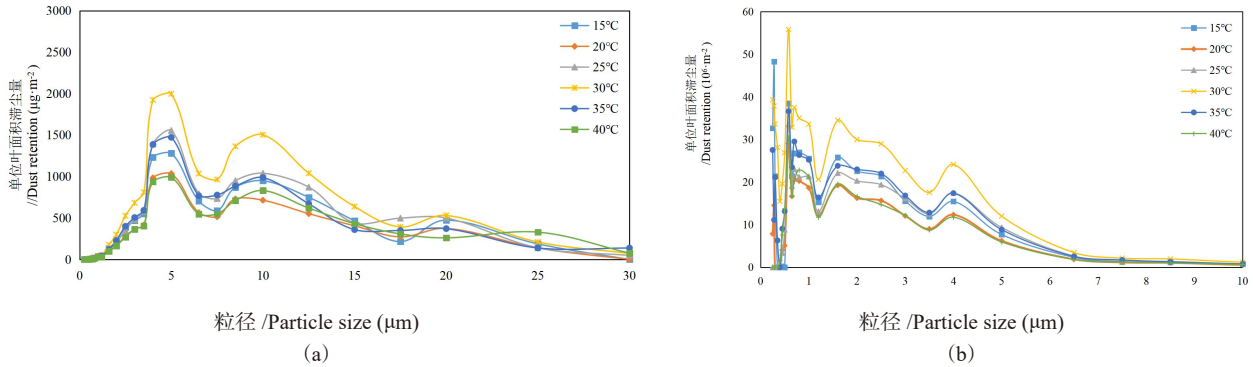 3000
2500
2000
1500
1000
500
0
单位叶面积滞尘量
//Dust retention (μg·m⁻²)
15℃
20℃
25℃
30℃
35℃
40℃
0 5 10 15 20 25 30
粒径 /Particle size (μm)
(a)
60
50
40
30
20
10
0
单位叶面积滞尘量
/Dust retention (10⁶·m⁻²)
15℃
20℃
25℃
30℃
35℃
40℃
0 1 2 3 4 5 6 7 8 9 10
粒径 /Particle size (μm)
(b)